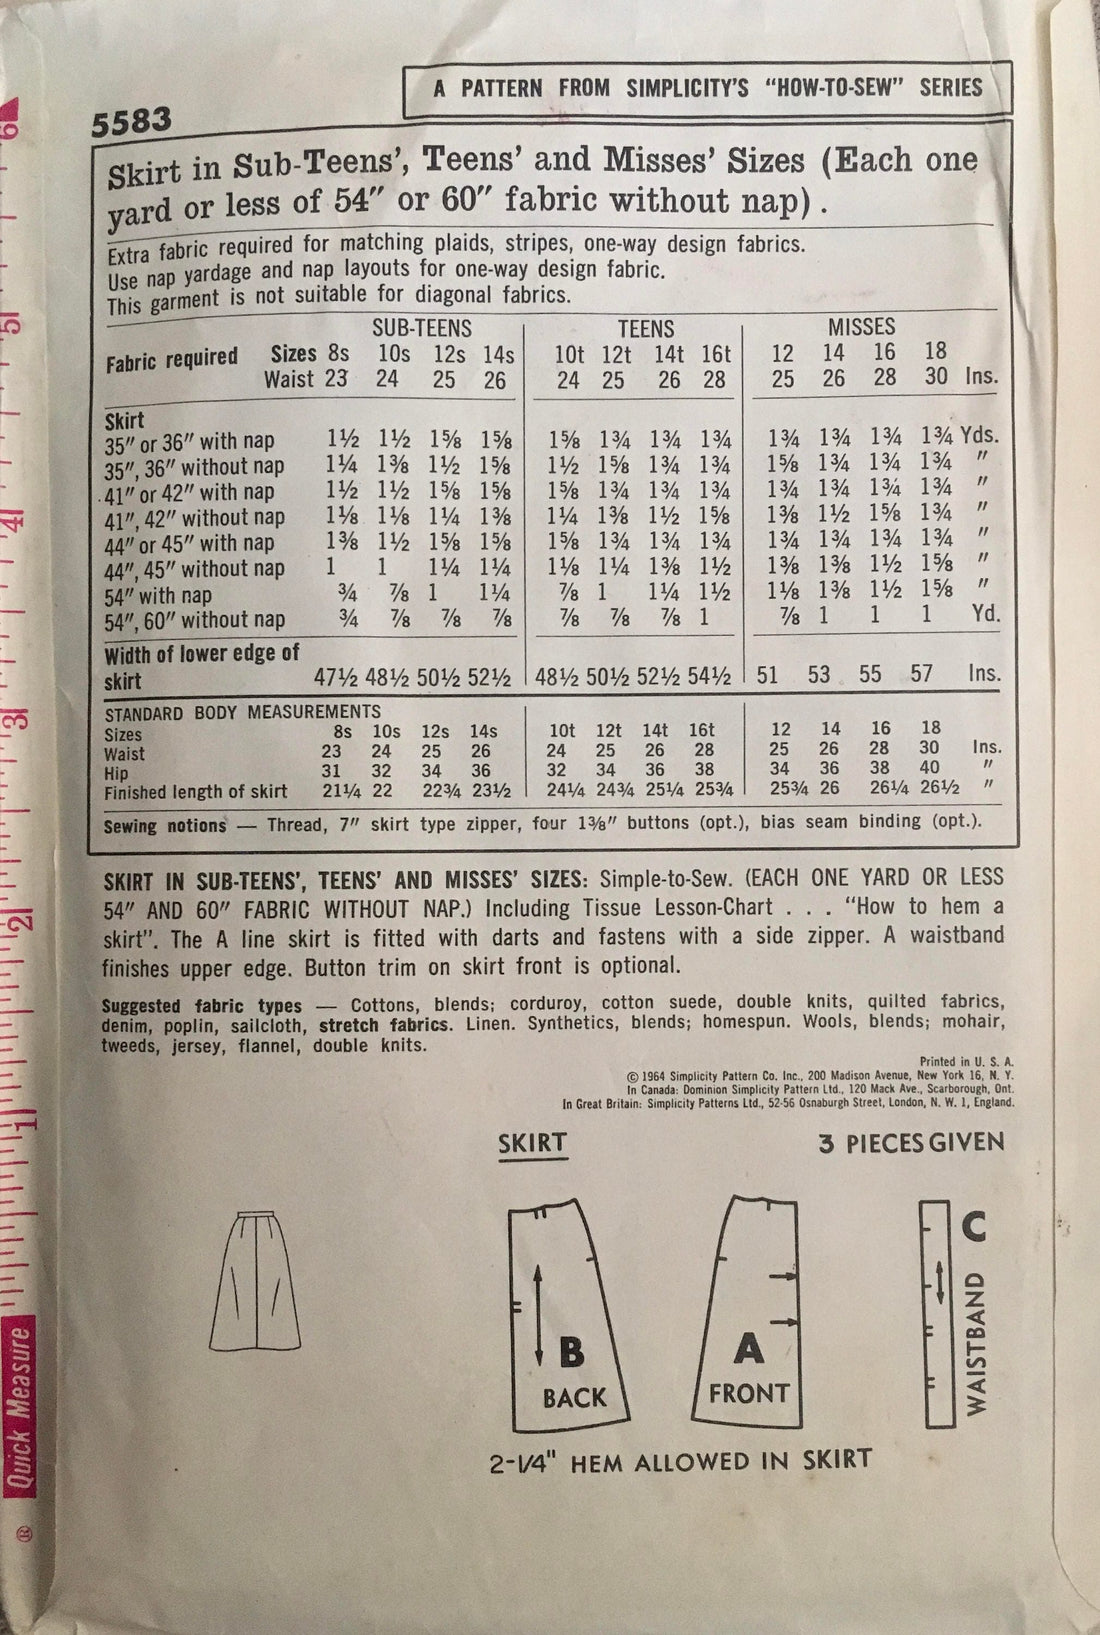 A PATTERN FROM SIMPLICITY'S "HOW-TO-SEW" SERIES
5583
Skirt in Sub-Teens', Teens' and Misses' Sizes (Each one
yard or less of 54" or 60" fabric without nap).
Extra fabric required for matching plaids, stripes, one-way design fabrics.
Use nap yardage and nap layouts for one-way design fabric.
This garment is not suitable for diagonal fabrics.
SUB-TEENS TEENS MISSES
Fabric required Sizes 8s 10s 12s 14s 10t 12t 14t 16t 12 14 16 18
Waist 23 24 25 26 24 25 26 28 25 26 28 30 Ins.
Skirt
35" or 36" with nap 1½ 1½ 1⅝ 1⅝ 1⅝ 1¾ 1¾ 1¾ 1¾ 1¾ 1¾ 1¾ Yds.
35", 36" without nap 1¼ 1⅜ 1½ 1⅝ 1½ 1⅝ 1¾ 1¾ 1⅝ 1¾ 1¾ 1¾ "
41" or 42" with nap 1½ 1½ 1⅝ 1⅝ 1⅝ 1¾ 1¾ 1¾ 1¾ 1¾ 1¾ 1¾ "
41", 42" without nap 1⅛ 1⅛ 1¼ 1⅜ 1¼ 1⅜ 1½ 1⅝ 1⅜ 1½ 1⅝ 1¾ "
44" or 45" with nap 1⅜ 1½ 1⅝ 1⅝ 1⅝ 1¾ 1¾ 1¾ 1¾ 1¾ 1¾ 1¾ "
44", 45" without nap 1 1 1¼ 1¼ 1⅛ 1¼ 1⅜ 1½ 1⅜ 1⅜ 1½ 1⅝ "
54" with nap ¾ ⅞ 1 1¼ ⅞ 1 1¼ 1½ 1⅛ 1⅜ 1½ 1⅝ "
54", 60" without nap ¾ ⅞ ⅞ ⅞ ⅞ ⅞ ⅞ 1 ⅞ 1 1 1 Yd.
Width of lower edge of
skirt 47½ 48½ 50½ 52½ 48½ 50½ 52½ 54½ 51 53 55 57 Ins.
STANDARD BODY MEASUREMENTS
Sizes 8s 10s 12s 14s 10t 12t 14t 16t 12 14 16 18
Waist 23 24 25 26 24 25 26 28 25 26 28 30 Ins.
Hip 31 32 34 36 32 34 36 38 34 36 38 40 "
Finished length of skirt 21¼ 22 22¾ 23½ 24¼ 24¾ 25¼ 25¾ 25¾ 26 26¼ 26½ "
Sewing notions — Thread, 7" skirt type zipper, four 1⅜" buttons (opt.), bias seam binding (opt.).
SKIRT IN SUB-TEENS', TEENS' AND MISSES' SIZES: Simple-to-Sew. (EACH ONE YARD OR LESS
54" AND 60" FABRIC WITHOUT NAP.) Including Tissue Lesson-Chart . . . "How to hem a
skirt". The A line skirt is fitted with darts and fastens with a side zipper. A waistband
finishes upper edge. Button trim on skirt front is optional.
Suggested fabric types — Cottons, blends; corduroy, cotton suede, double knits, quilted fabrics,
denim, poplin, sailcloth, stretch fabrics. Linen. Synthetics, blends; homespun. Wools, blends; mohair,
tweeds, jersey, flannel, double knits.
Printed in U. S. A.
© 1964 Simplicity Pattern Co. Inc., 200 Madison Avenue, New York 16, N. Y.
In Canada: Dominion Simplicity Pattern Ltd., 120 Mack Ave., Scarborough, Ont.
In Great Britain: Simplicity Patterns Ltd., 52-56 Osnaburgh Street, London, N. W. 1, England.
SKIRT
3 PIECES GIVEN
B
BACK
A
FRONT
C
WAISTBAND
2-1/4" HEM ALLOWED IN SKIRT
6
5
4
3
2
1
Quick Measure
®